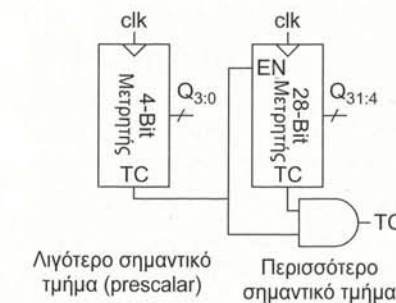 clk
clk
4-Bit
Μετρητής
TC
Q3:0
EN
28-Bit
Μετρητής
TC
Q31:4
TC
Λιγότερο σημαντικό
τμήμα (prescalar)
Περισσότερο
σημαντικό τμήμα